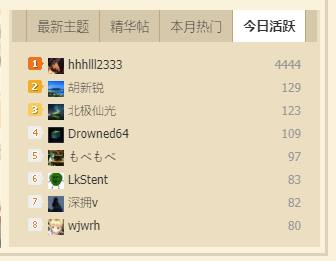 最新主题 精华帖 本月热门 今日活跃
1 hhhlll2333 4444
2 胡新锐 129
3 北极仙光 123
4 Drowned64 109
5 もべもべ 97
6 LkStent 83
7 深拥v 82
8 wjwrh 80